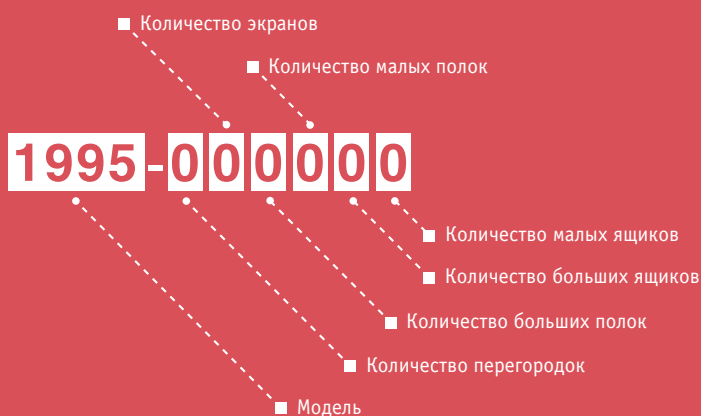 Количество экранов
Количество малых полок
1995-000000
Количество малых ящиков
Количество больших ящиков
Количество больших полок
Количество перегородок
Модель